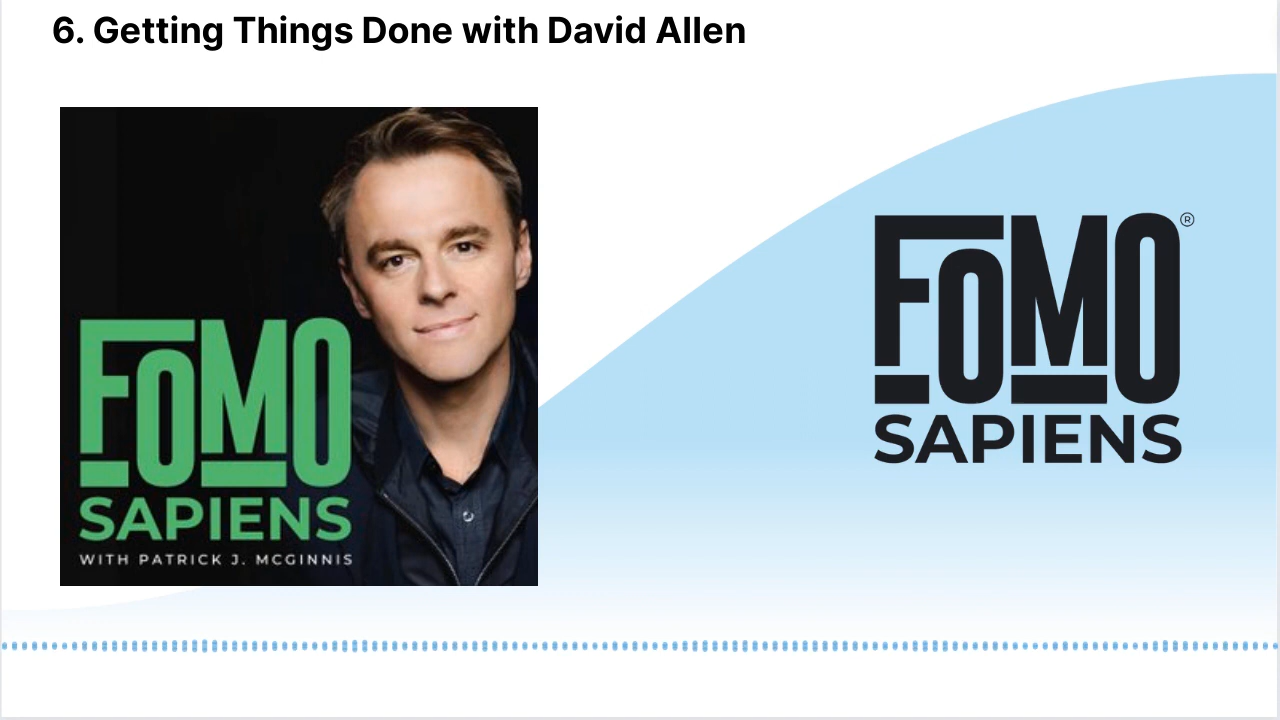 6. Getting Things Done with David Allen
FOMO
SAPIENS
WITH PATRICK J. MCGINNIS
FOMO®
SAPIENS